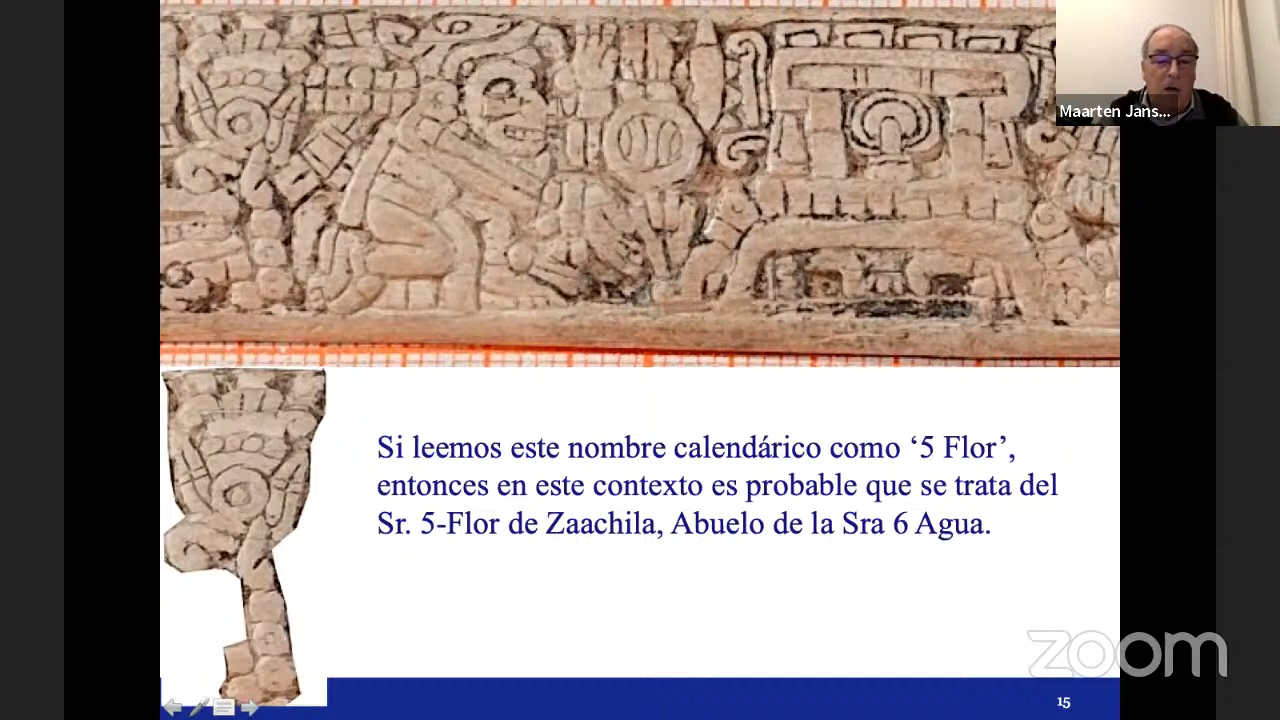 Maarten Jans...
Si leemos este nombre calendárico como ‘5 Flor’,
entonces en este contexto es probable que se trata del
Sr. 5-Flor de Zaachila, Abuelo de la Sra 6 Agua.
zoom
15